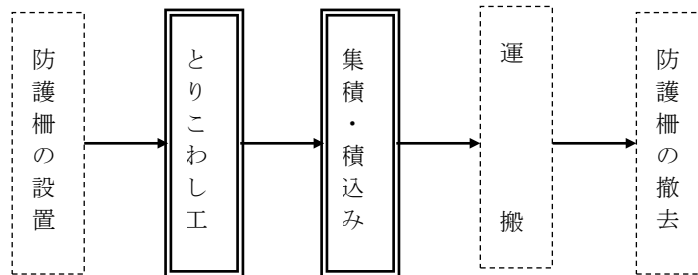 防護柵の設置
とりこわし工
集積・積込み
運搬
防護柵の撤去